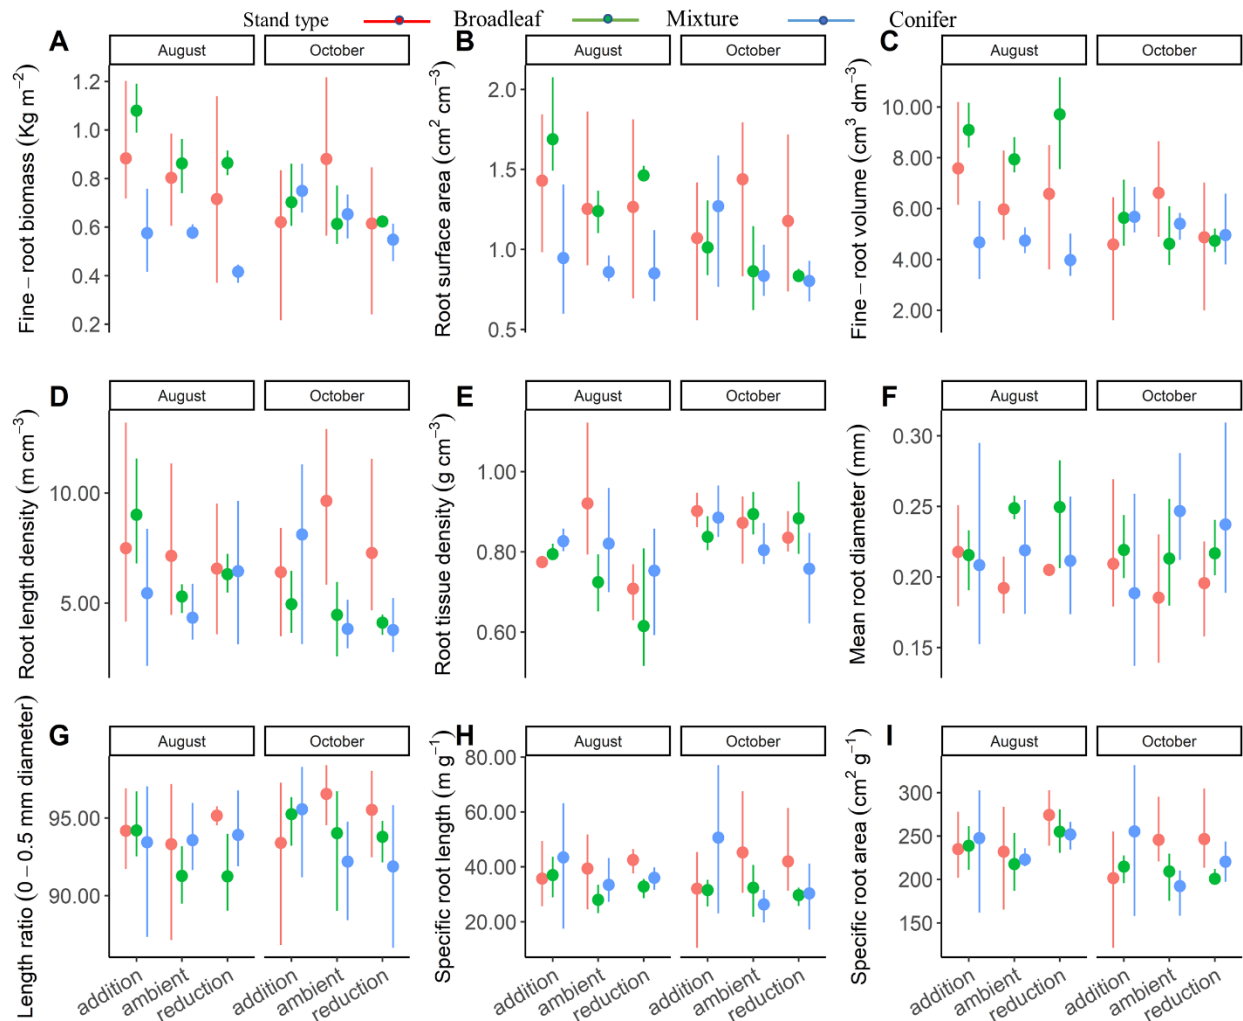 Stand type Broadleaf Mixture Conifer
A
August October
Fine−root biomass (Kg m−2)
1.2
1.0
0.8
0.6
0.4
0.2
B
August October
Root surface area (cm2 cm−3)
2.0
1.5
1.0
0.5
C
August October
Fine−root volume (cm3 dm−3)
10.00
8.00
6.00
4.00
2.00
D
August October
Root length density (m cm−3)
10.00
5.00
E
August October
Root tissue density (g cm−3)
1.00
0.80
0.60
F
August October
Mean root diameter (mm)
0.30
0.25
0.20
0.15
G
August October
Length ratio (0−0.5 mm diameter)
95.00
90.00
addition ambient reduction addition ambient reduction
H
August October
Specific root length (m g−1)
80.00
60.00
40.00
20.00
addition ambient reduction addition ambient reduction
I
August October
Specific root area (cm2 g−1)
300
250
200
150
addition ambient reduction addition ambient reduction